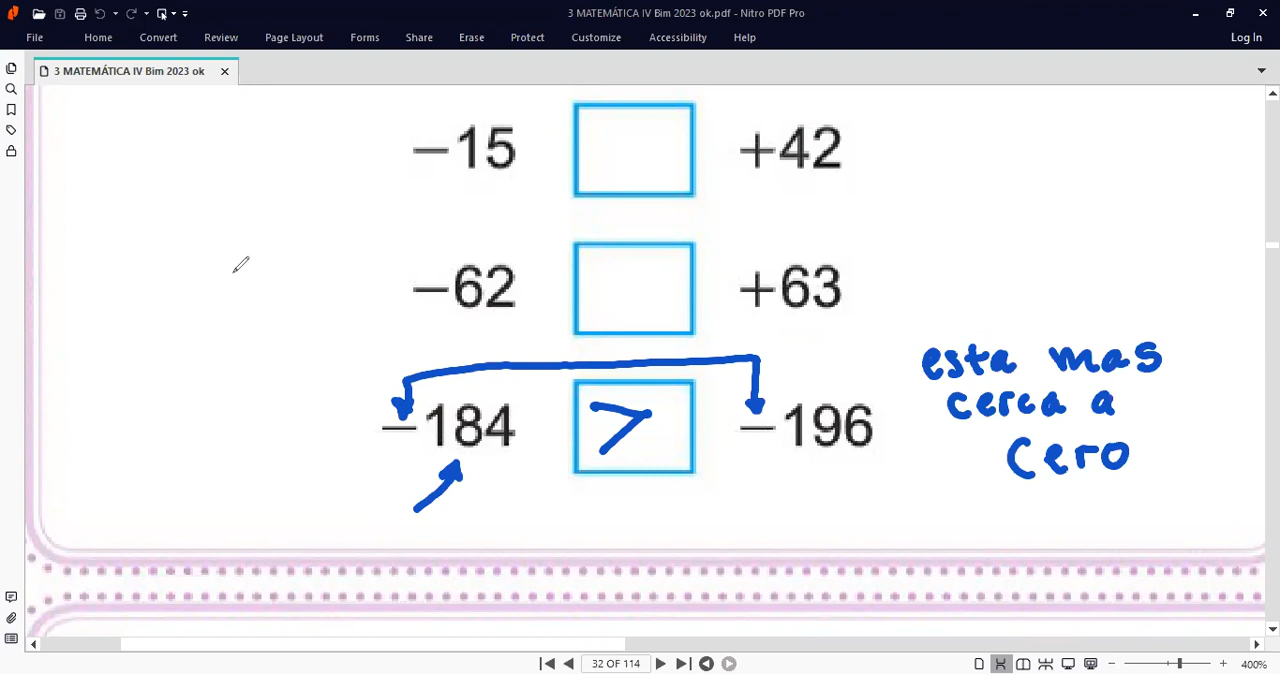 3 MATEMÁTICA IV Bim 2023 ok.pdf - Nitro PDF Pro
File Home Convert Review Page Layout Forms Share Erase Protect Customize Accessibility Help Log In
3 MATEMÁTICA IV Bim 2023 ok
−15 +42
−62 +63
−184 > −196
esta mas
cerca a
cero
32 OF 114
400%